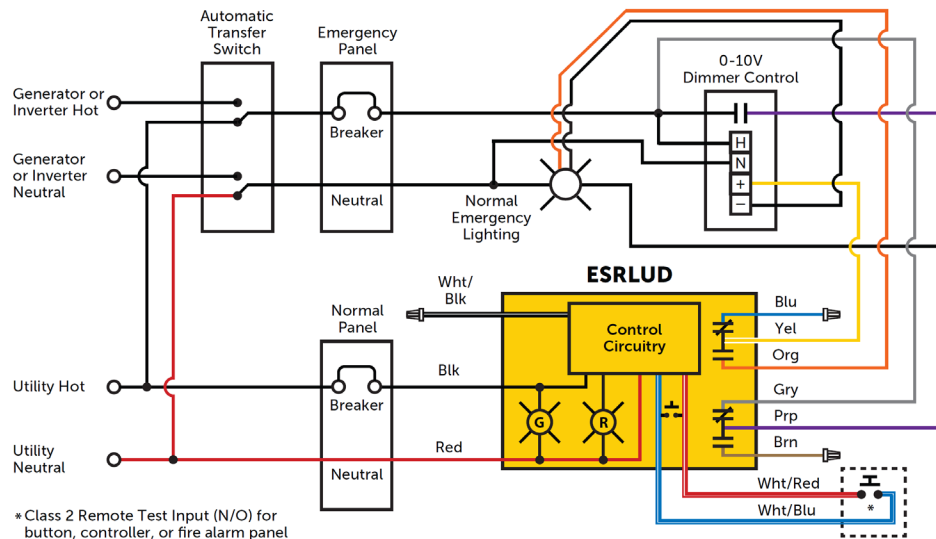 Automatic
Transfer
Switch
Emergency
Panel
0-10V
Dimmer Control
Generator or
Inverter Hot
Breaker
H
N
+
−
Generator
or Inverter
Neutral
Neutral
Normal
Emergency
Lighting
ESRLUD
Wht/
Blk
Normal
Panel
Control
Circuitry
Blu
Yel
Org
Utility Hot
Breaker
Blk
Gry
Prp
Brn
G
R
Utility
Neutral
Neutral
Red
Wht/Red
Wht/Blu
*
*Class 2 Remote Test Input (N/O) for
button, controller, or fire alarm panel